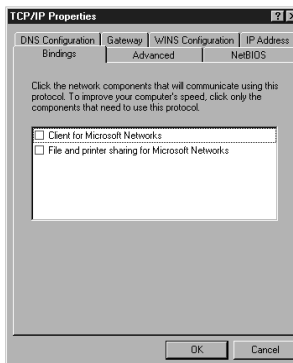 TCP/IP Properties
DNS Configuration Gateway WINS Configuration IP Address
Bindings Advanced NetBIOS
Click the network components that will communicate using this
protocol. To improve your computer's speed, click only the
components that need to use this protocol.
Client for Microsoft Networks
File and printer sharing for Microsoft Networks
OK Cancel